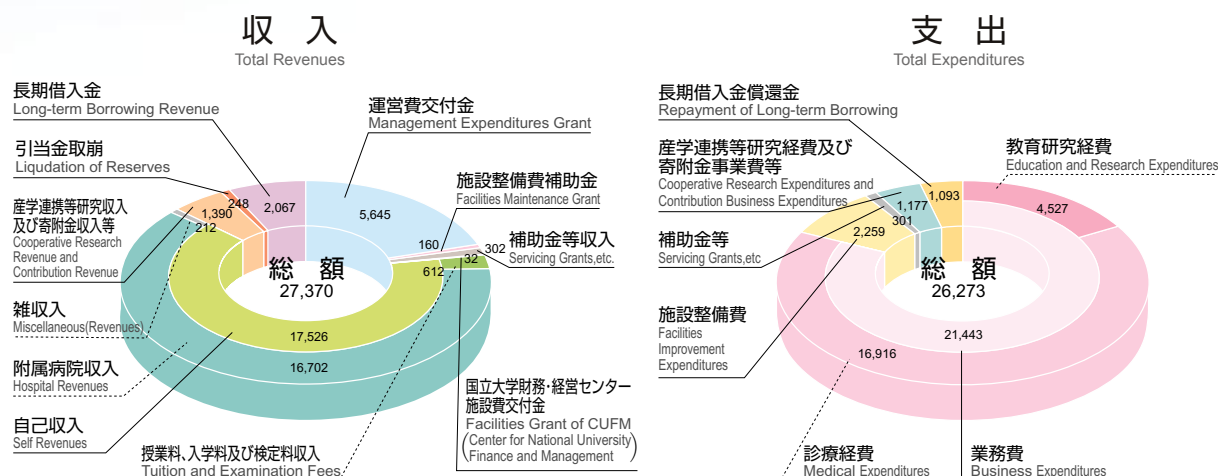 収 入
Total Revenues
長期借入金
Long-term Borrowing Revenue
運営費交付金
Management Expenditures Grant
引当金取崩
Liqudation of Reserves
施設整備費補助金
Facilities Maintenance Grant
産学連携等研究収入
及び寄附金収入等
Cooperative Research
Revenue and
Contribution Revenue
補助金等収入
Servicing Grants,etc.
雑収入
Miscellaneous(Revenues)
附属病院収入
Hospital Revenues
自己収入
Self Revenues
授業料、入学料及び検定料収入
Tuition and Examination Fees
国立大学財務・経営センター
施設費交付金
Facilities Grant of CUFM
(Center for National University
Finance and Management)
2,067
5,645
248
1,390
212
160
302
32
612
総 額
27,370
17,526
16,702
支 出
Total Expenditures
長期借入金償還金
Repayment of Long-term Borrowing
産学連携等研究経費及び
寄附金事業費等
Cooperative Research Expenditures and
Contribution Business Expenditures
教育研究経費
Education and Research Expenditures
補助金等
Servicing Grants,etc
施設整備費
Facilities
Improvement
Expenditures
診療経費
Medical Expenditures
業務費
Business Expenditures
1,093
1,177
4,527
301
2,259
総 額
26,273
21,443
16,916